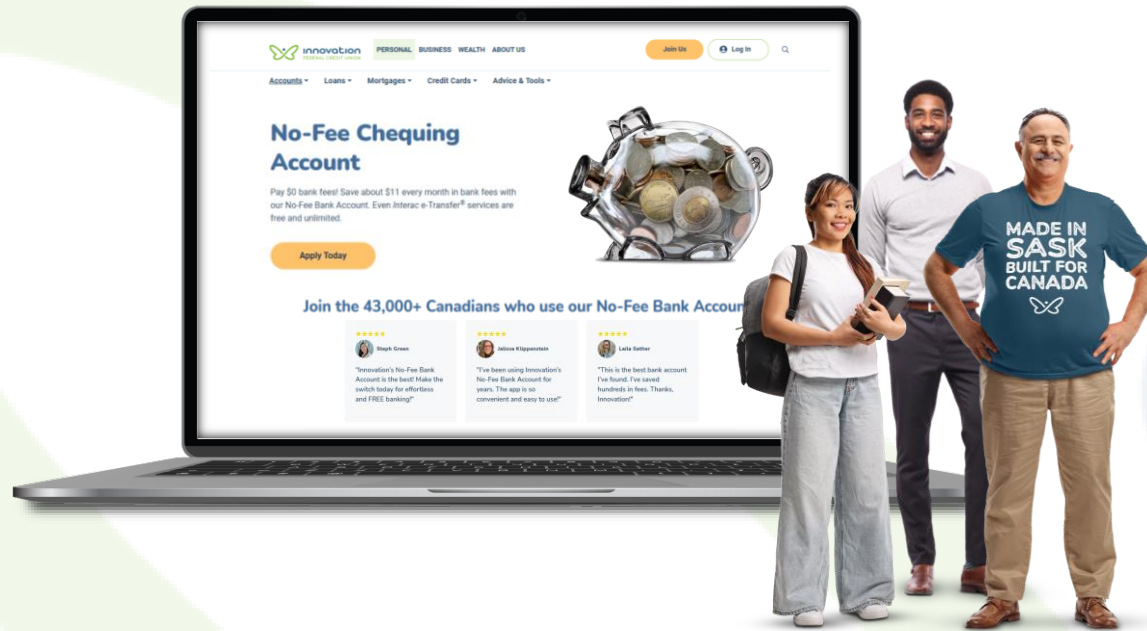 innovation
FEDERAL CREDIT UNION
PERSONAL BUSINESS WEALTH ABOUT US
Join Us
Log In
Accounts Loans Mortgages Credit Cards Advice & Tools
No-Fee Chequing
Account
Pay $0 bank fees! Save about $11 every month in bank fees with
our No-Fee Bank Account. Even Interac e-Transfer® services are
free and unlimited.
Apply Today
Join the 43,000+ Canadians who use our No-Fee Bank Accoun
Steph Green
"Innovation's No-Fee Bank
Account is the best! Make the
switch today for effortless
and FREE banking!"
Jelissa Klippenstein
"I've been using Innovation's
No-Fee Bank Account for
years. The app is so
convenient and easy to use!"
Leila Sather
"This is the best bank account
I've found. I've saved
hundreds in fees. Thanks,
Innovation!"
MADE IN
SASK
BUILT FOR
CANADA